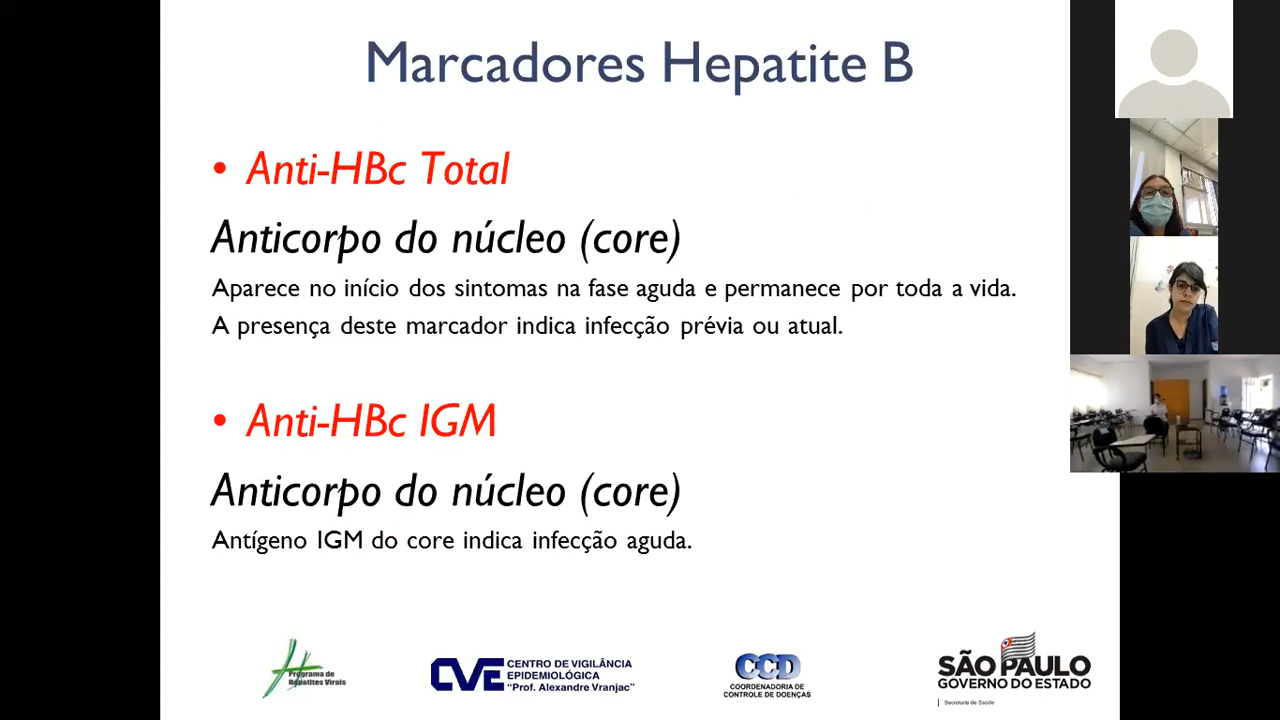 Marcadores Hepatite B
• Anti-HBc Total
Anticorpo do núcleo (core)
Aparece no início dos sintomas na fase aguda e permanece por toda a vida.
A presença deste marcador indica infecção prévia ou atual.
• Anti-HBc IGM
Anticorpo do núcleo (core)
Antígeno IGM do core indica infecção aguda.
Programa de
Hepatites Virais
CVE
CENTRO DE VIGILÂNCIA
EPIDEMIOLÓGICA
"Prof. Alexandre Vranjac"
CCD
COORDENADORIA DE
CONTROLE DE DOENÇAS
SÃO PAULO
GOVERNO DO ESTADO
Secretaria de Saúde